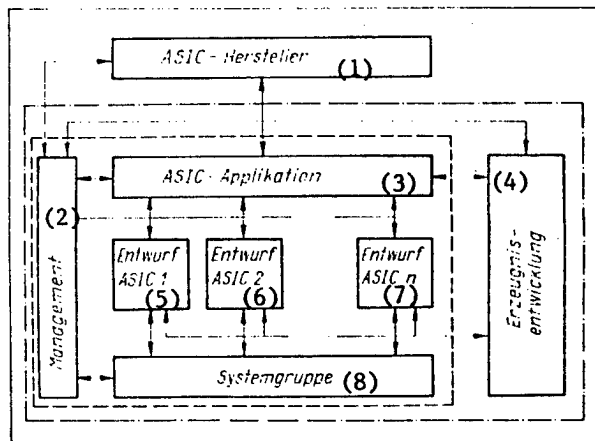 ASIC-Hersteller (1)
ASIC-Applikation (3)
Management (2)
Erzeugnis-
entwicklung (4)
Entwurf
ASIC 1
(5)
Entwurf
ASIC 2
(6)
Entwurf
ASIC n
(7)
Systemgruppe (8)